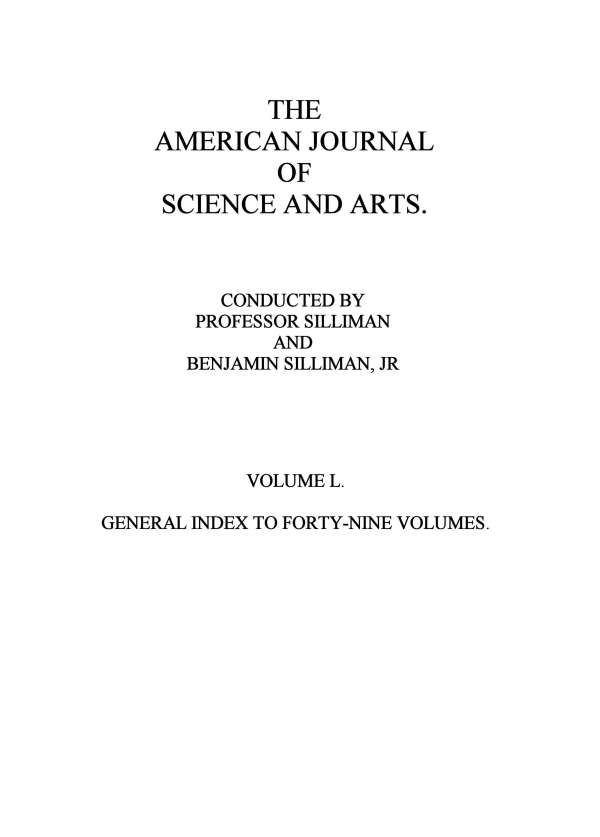 THE
AMERICAN JOURNAL
OF
SCIENCE AND ARTS.
CONDUCTED BY
PROFESSOR SILLIMAN
AND
BENJAMIN SILLIMAN, JR
VOLUME L.
GENERAL INDEX TO FORTY-NINE VOLUMES.